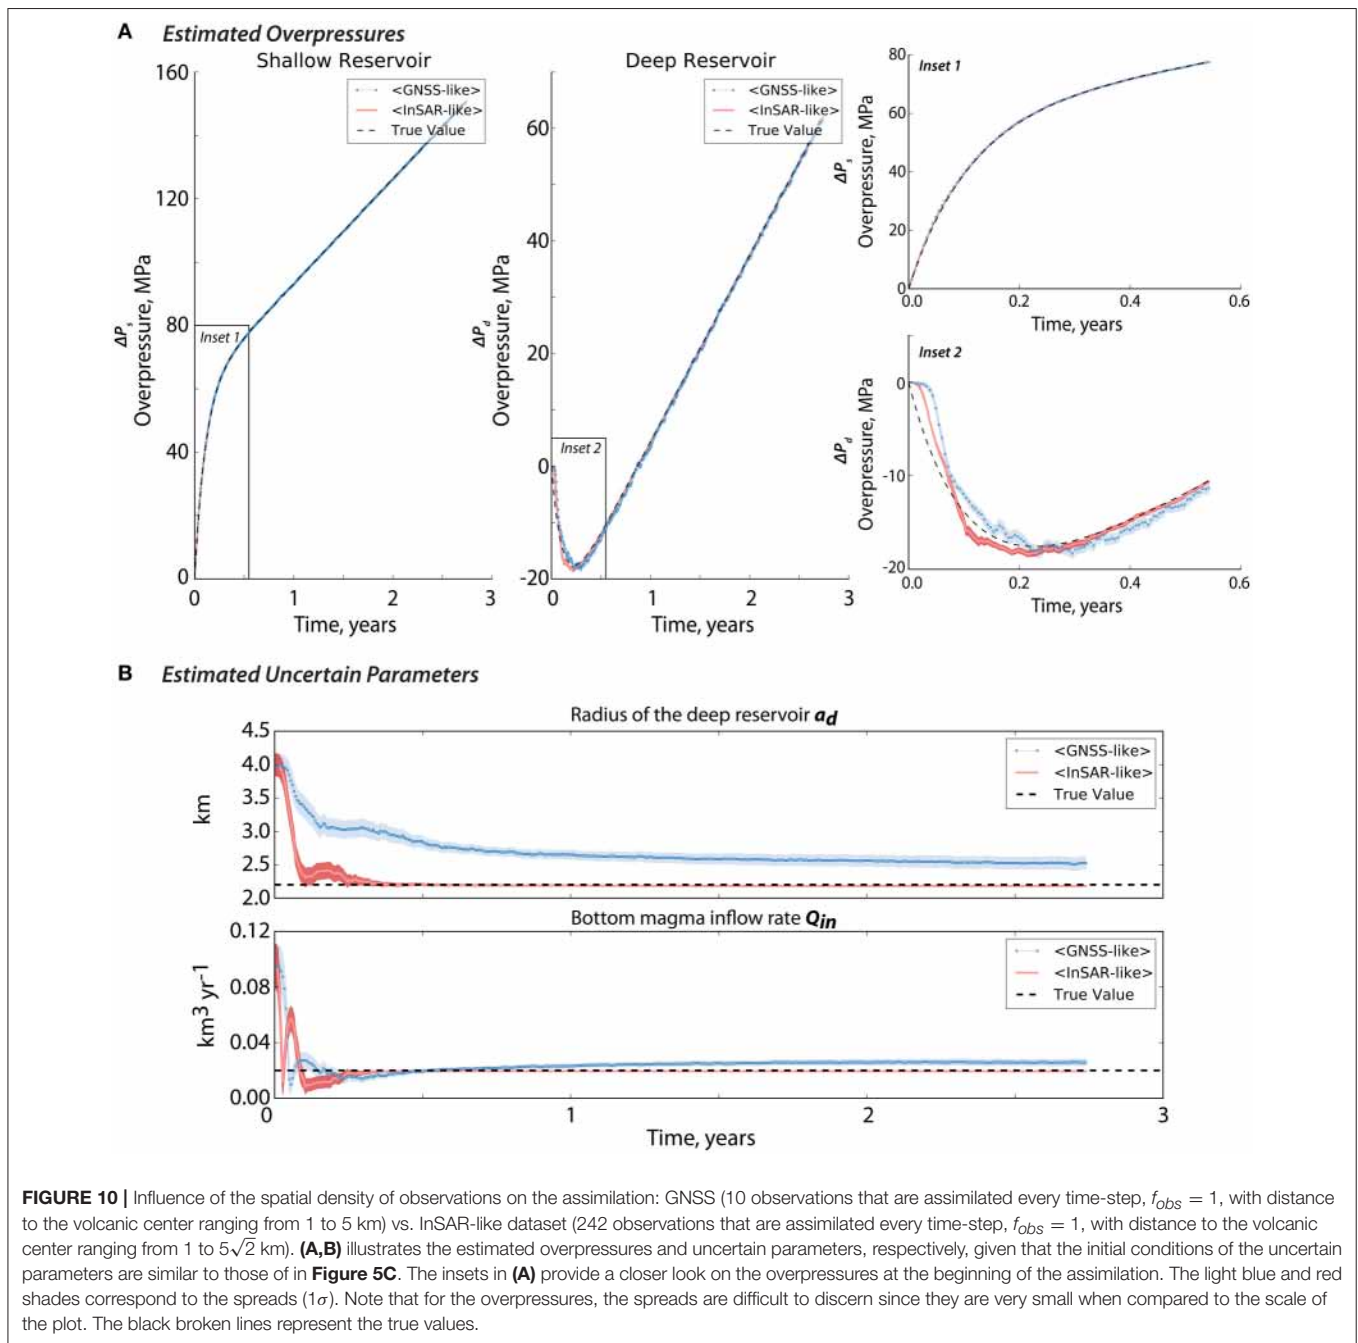 A Estimated Overpressures
Shallow Reservoir
160
120
80
40
0
ΔPs
Overpressure, MPa
Inset 1
<GNSS-like>
<InSAR-like>
True Value
0 1 2 3
Time, years
Deep Reservoir
60
40
20
0
-20
ΔPd
Overpressure, MPa
Inset 2
<GNSS-like>
<InSAR-like>
True Value
0 1 2 3
Time, years
80
60
40
20
0
Inset 1
ΔPs
Overpressure, MPa
0.0 0.2 0.4 0.6
Time, years
Inset 2
0
-10
-20
ΔPd
Overpressure, MPa
0.0 0.2 0.4 0.6
Time, years
B Estimated Uncertain Parameters
Radius of the deep reservoir ad
4.5
4.0
3.5
3.0
2.5
2.0
km
<GNSS-like>
<InSAR-like>
True Value
Bottom magma inflow rate Qin
0.12
0.08
0.04
0.00
km3 yr-1
<GNSS-like>
<InSAR-like>
True Value
0 1 2 3
Time, years
FIGURE 10 | Influence of the spatial density of observations on the assimilation: GNSS (10 observations that are assimilated every time-step, fobs = 1, with distance
to the volcanic center ranging from 1 to 5 km) vs. InSAR-like dataset (242 observations that are assimilated every time-step, fobs = 1, with distance to the volcanic
center ranging from 1 to 5√2 km). (A,B) illustrates the estimated overpressures and uncertain parameters, respectively, given that the initial conditions of the uncertain
parameters are similar to those of in Figure 5C. The insets in (A) provide a closer look on the overpressures at the beginning of the assimilation. The light blue and red
shades correspond to the spreads (1σ). Note that for the overpressures, the spreads are difficult to discern since they are very small when compared to the scale of
the plot. The black broken lines represent the true values.